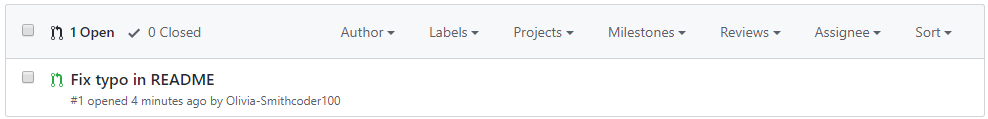 1 Open 0 Closed Author Labels Projects Milestones Reviews Assignee Sort
Fix typo in README
#1 opened 4 minutes ago by Olivia-Smithcoder100